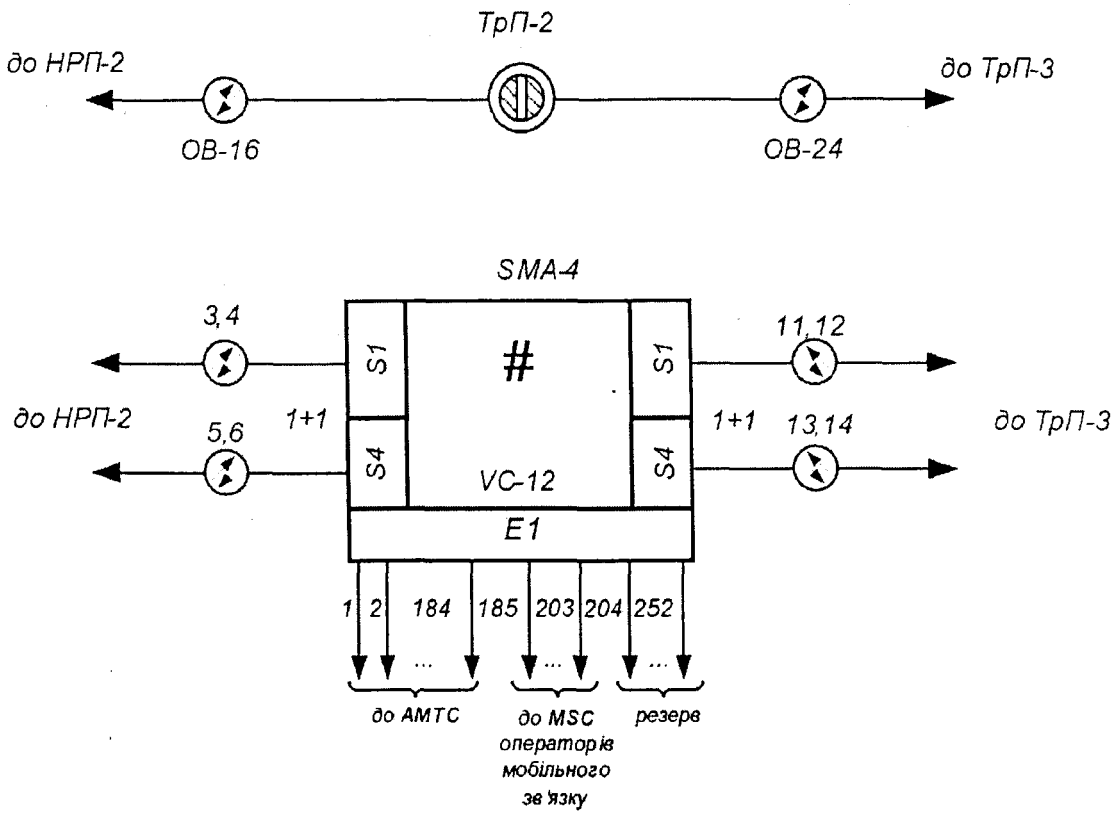 ТрП-2
до НРП-2
до ТрП-3
ОВ-16
ОВ-24
SMA-4
3,4
11,12
S1
#
S1
до НРП-2
1+1
1+1
до ТрП-3
5,6
13,14
S4
VC-12
S4
E1
1 2 184 185 203 204 252
... ... ...
до АМТС
до MSC
операторів
мобільного
зв'язку
резерв